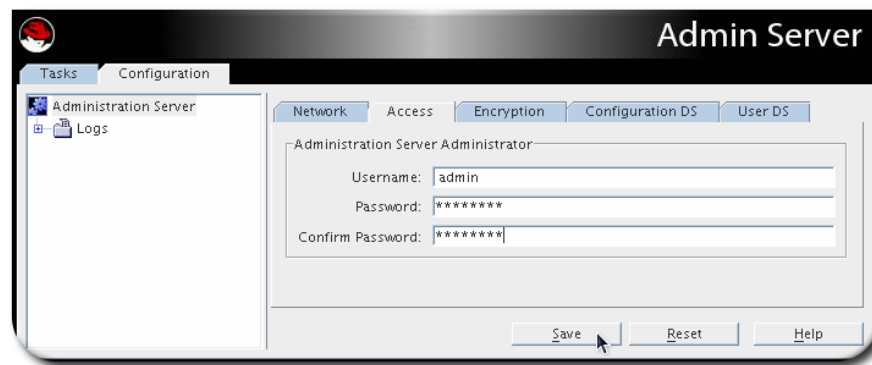 Admin Server
Tasks Configuration
Administration Server
Logs
Network Access Encryption Configuration DS User DS
Administration Server Administrator
Username: admin
Password: ********
Confirm Password: ********
Save Reset Help